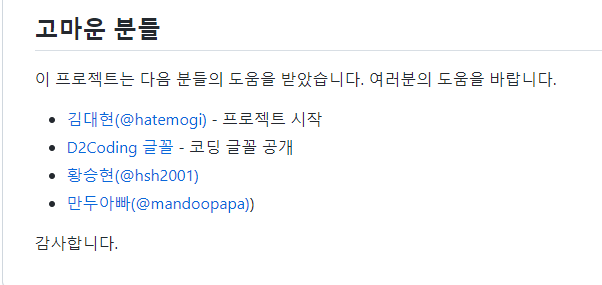 고마운 분들
이 프로젝트는 다음 분들의 도움을 받았습니다. 여러분의 도움을 바랍니다.
• 김대현(@hatemogi) - 프로젝트 시작
• D2Coding 글꼴 - 코딩 글꼴 공개
• 황승현(@hsh2001)
• 만두아빠(@mandoopapa))
감사합니다.